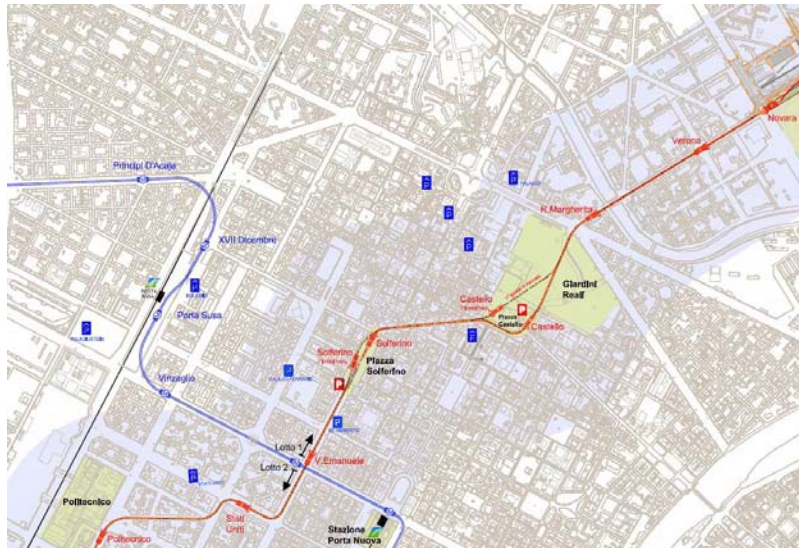 Novara
Verona
Principi D'Acaja
R.Margherita
XVII Dicembre
Giardini
Reali
Castello
Piazza
Castello
Castello
Porta Susa
Solferino
Solferino
Piazza
Solferino
Vinzaglio
Lotto 1
Lotto 2
V.Emanuele
Politecnico
Stati
Uniti
Stazione
Porta Nuova
Politecnico